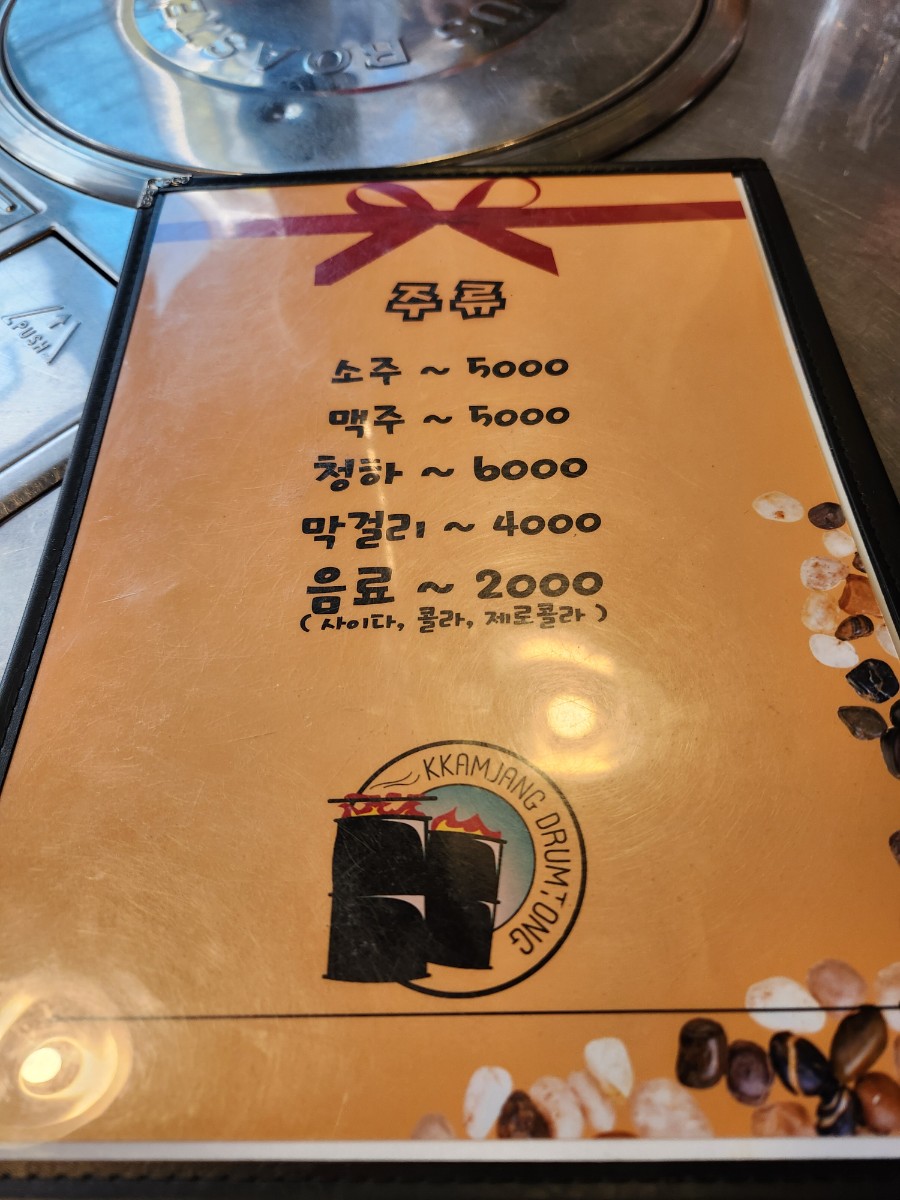 주류
소주 ~ 5000
맥주 ~ 5000
청하 ~ 6000
막걸리 ~ 4000
음료 ~ 2000
( 사이다, 콜라, 제로콜라 )
KKAMJANG DRUMTONG
PUSH